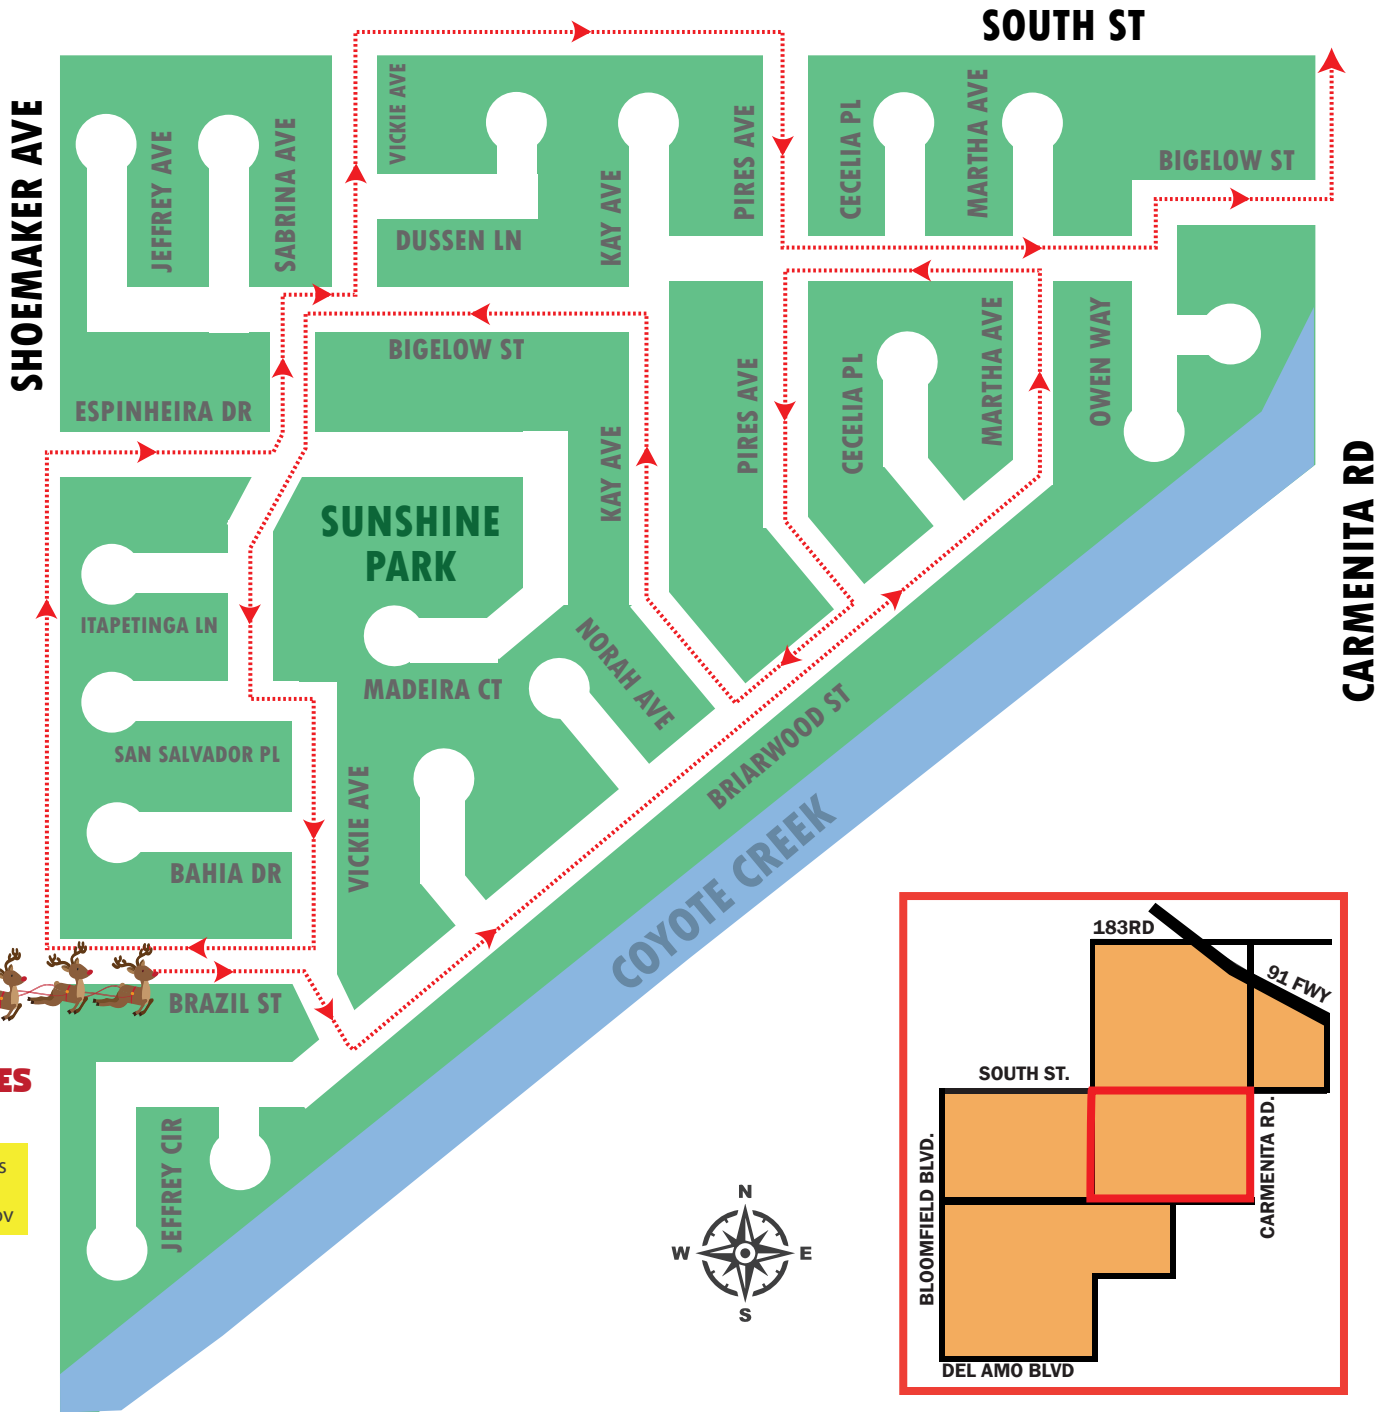 SOUTH ST
SHOEMAKER AVE
JEFFREY AVE
SABRINA AVE
VICKIE AVE
DUSSEN LN
KAY AVE
PIRES AVE
CECELIA PL
MARTHA AVE
BIGELOW ST
BIGELOW ST
ESPINHEIRA DR
KAY AVE
PIRES AVE
CECELIA PL
MARTHA AVE
OWEN WAY
CARMENITA RD
SUNSHINE
PARK
ITAPETINGA LN
MADEIRA CT
NORAH AVE
SAN SALVADOR PL
VICKIE AVE
BRIARWOOD ST
BAHIA DR
COYOTE CREEK
BRAZIL ST
ES
JEFFREY CIR
S
OV
N
W
E
S
183RD
91 FWY
SOUTH ST.
BLOOMFIELD BLVD.
CARMENITA RD.
DEL AMO BLVD